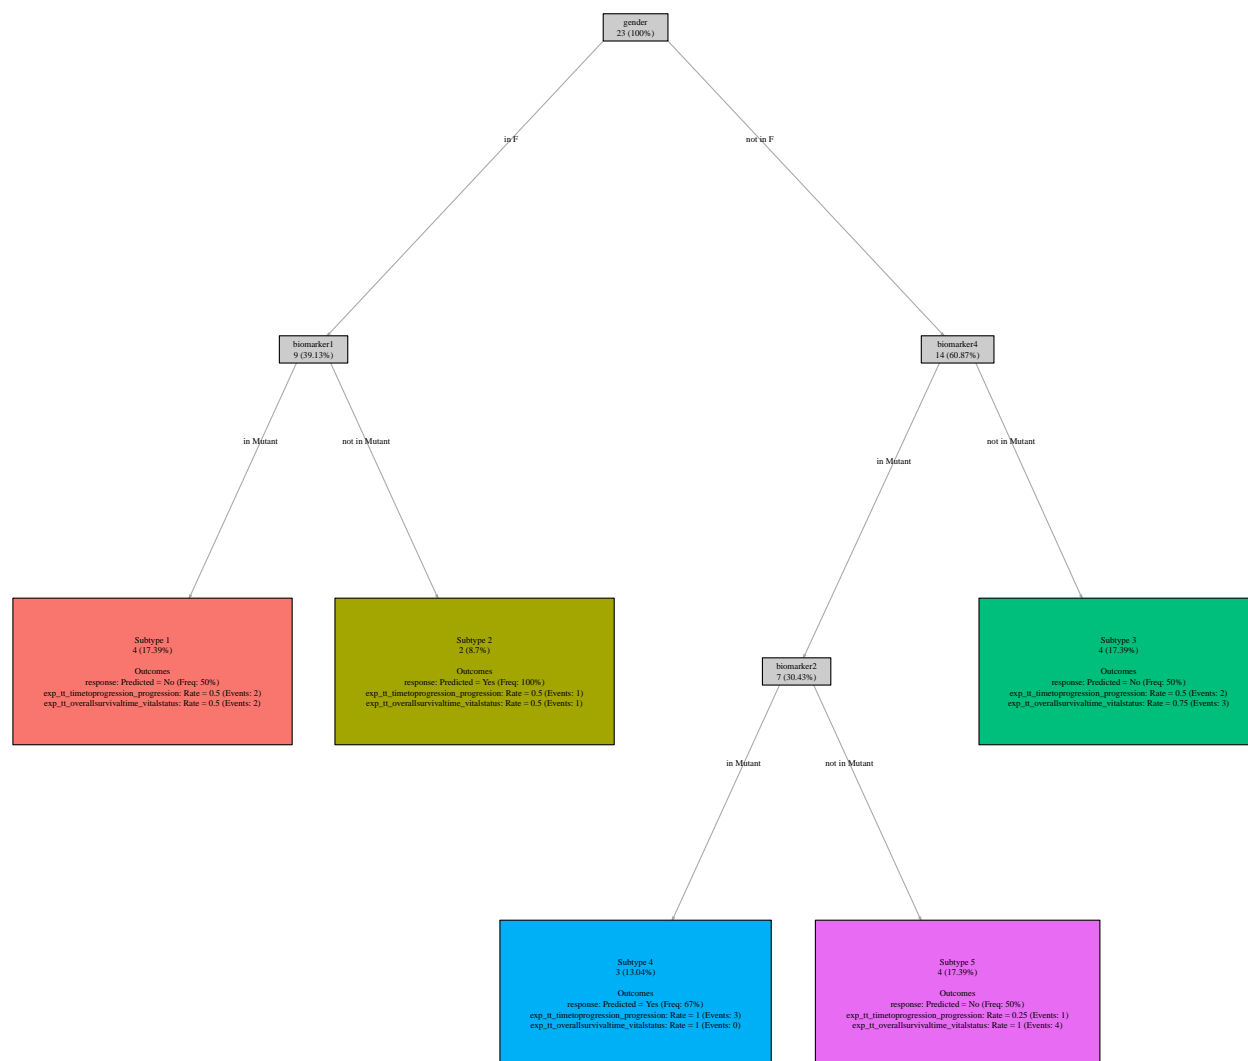 gender
23 (100%)
in F
not in F
biomarker1
9 (39.13%)
biomarker4
14 (60.87%)
in Mutant
not in Mutant
in Mutant
not in Mutant
Subtype 1
4 (17.39%)
Outcomes
response: Predicted = No (Freq: 50%)
exp_tt_timetoprogression_progression: Rate = 0.5 (Events: 2)
exp_tt_overallsurvivaltime_vitalstatus: Rate = 0.5 (Events: 2)
Subtype 2
2 (8.7%)
Outcomes
response: Predicted = Yes (Freq: 100%)
exp_tt_timetoprogression_progression: Rate = 0.5 (Events: 1)
exp_tt_overallsurvivaltime_vitalstatus: Rate = 0.5 (Events: 1)
biomarker2
7 (30.43%)
Subtype 3
4 (17.39%)
Outcomes
response: Predicted = No (Freq: 50%)
exp_tt_timetoprogression_progression: Rate = 0.5 (Events: 2)
exp_tt_overallsurvivaltime_vitalstatus: Rate = 0.75 (Events: 3)
in Mutant
not in Mutant
Subtype 4
3 (13.04%)
Outcomes
response: Predicted = Yes (Freq: 67%)
exp_tt_timetoprogression_progression: Rate = 1 (Events: 3)
exp_tt_overallsurvivaltime_vitalstatus: Rate = 1 (Events: 0)
Subtype 5
4 (17.39%)
Outcomes
response: Predicted = No (Freq: 50%)
exp_tt_timetoprogression_progression: Rate = 0.25 (Events: 1)
exp_tt_overallsurvivaltime_vitalstatus: Rate = 1 (Events: 4)